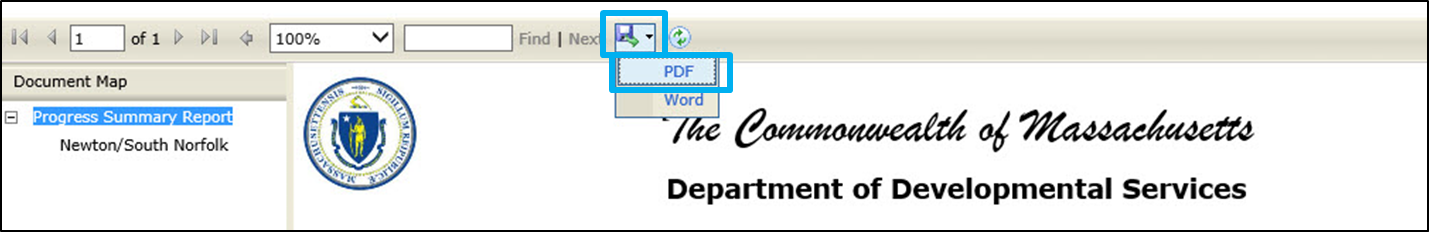 1 of 1 100% Find | Next
PDF
Word
Document Map
Progress Summary Report
Newton/South Norfolk
The Commonwealth of Massachusetts
Department of Developmental Services